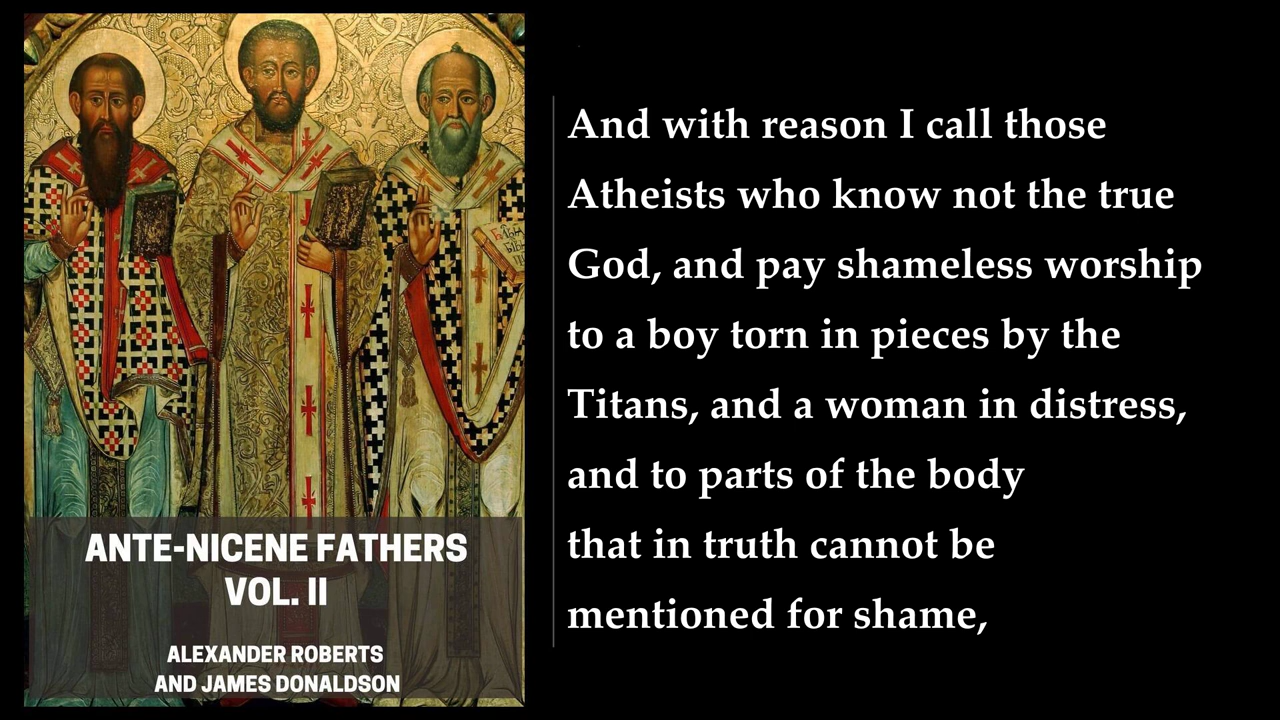 ANTE-NICENE FATHERS
VOL. II
ALEXANDER ROBERTS
AND JAMES DONALDSON
And with reason I call those
Atheists who know not the true
God, and pay shameless worship
to a boy torn in pieces by the
Titans, and a woman in distress,
and to parts of the body
that in truth cannot be
mentioned for shame,